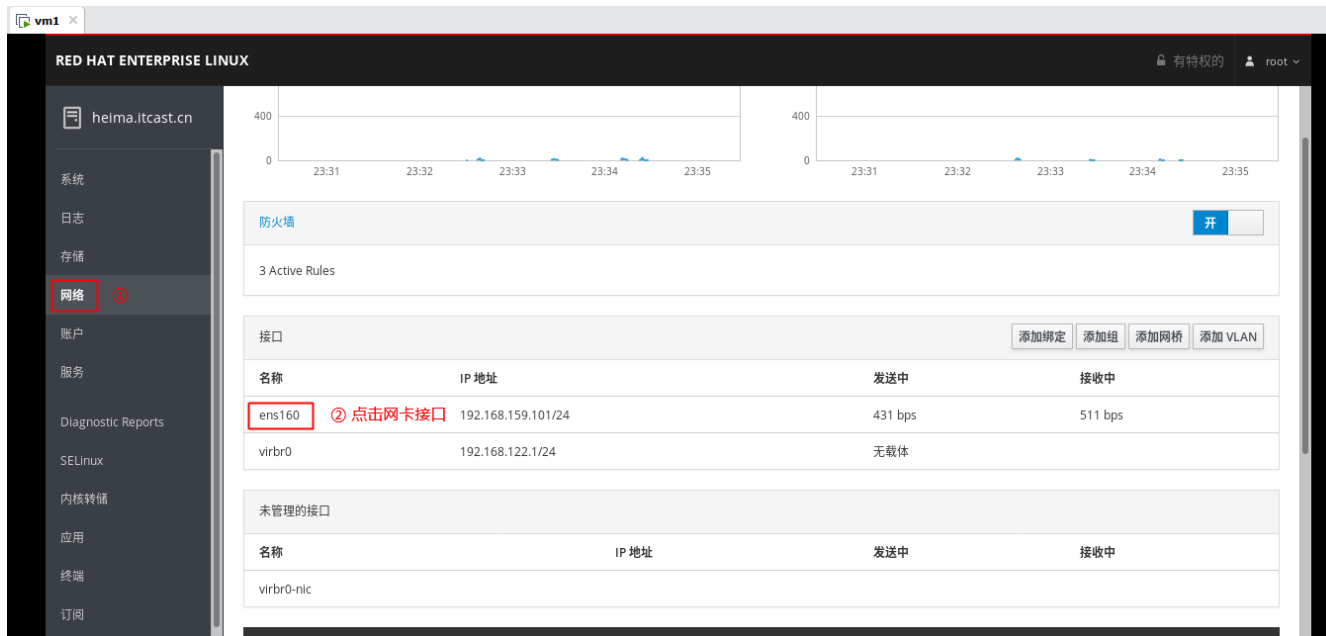 vm1
RED HAT ENTERPRISE LINUX
有特权的 root
heima.itcast.cn
系统
日志
存储
网络 ①
账户
服务
Diagnostic Reports
SELinux
内核转储
应用
终端
订阅
400
0
23:31 23:32 23:33 23:34 23:35
400
0
23:31 23:32 23:33 23:34 23:35
防火墙 开
3 Active Rules
接口 添加绑定 添加组 添加网桥 添加 VLAN
名称 IP 地址 发送中 接收中
ens160 ② 点击网卡接口 192.168.159.101/24 431 bps 511 bps
virbr0 192.168.122.1/24 无载体
未管理的接口
名称 IP 地址 发送中 接收中
virbr0-nic